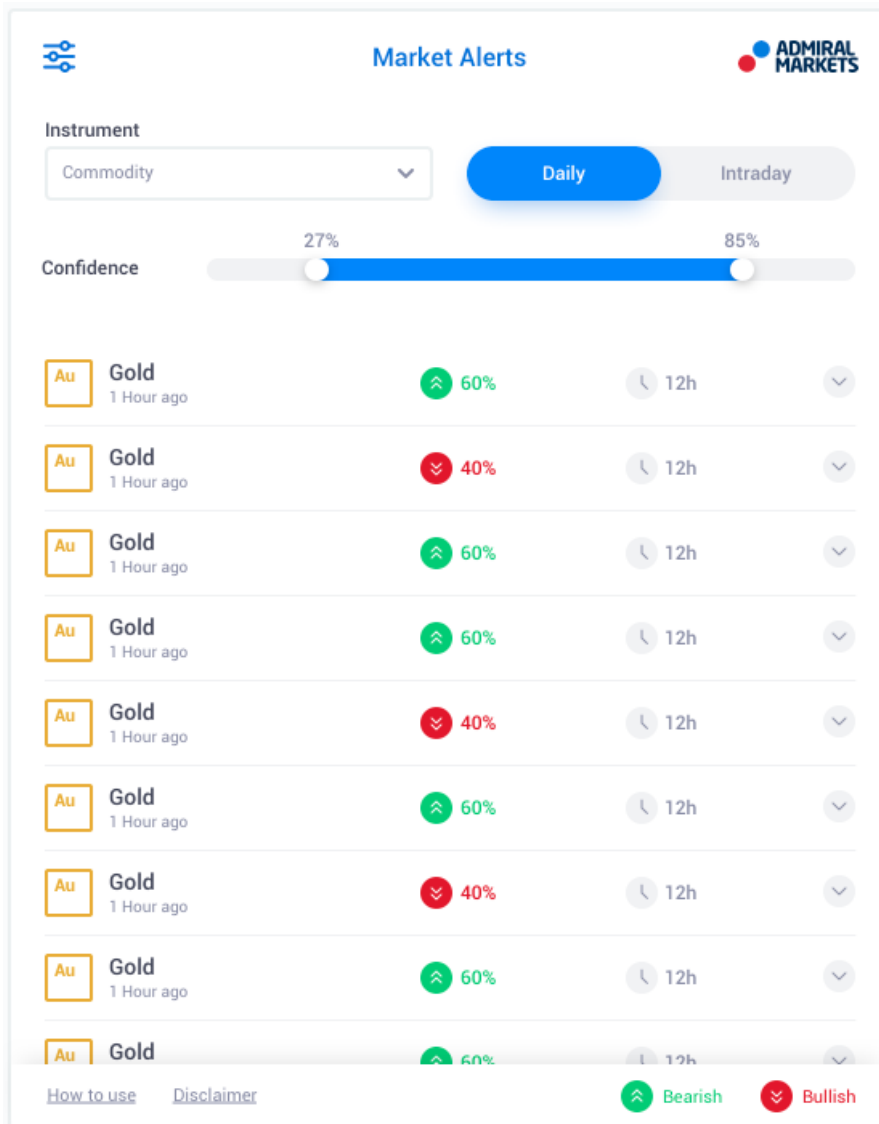 Market Alerts
ADMIRAL
MARKETS
Instrument
Commodity
Daily
Intraday
27%
85%
Confidence
Au
Gold
1 Hour ago
60%
12h
Au
Gold
1 Hour ago
40%
12h
Au
Gold
1 Hour ago
60%
12h
Au
Gold
1 Hour ago
60%
12h
Au
Gold
1 Hour ago
40%
12h
Au
Gold
1 Hour ago
60%
12h
Au
Gold
1 Hour ago
40%
12h
Au
Gold
1 Hour ago
60%
12h
Au
Gold
60%
12h
How to use
Disclaimer
Bearish
Bullish